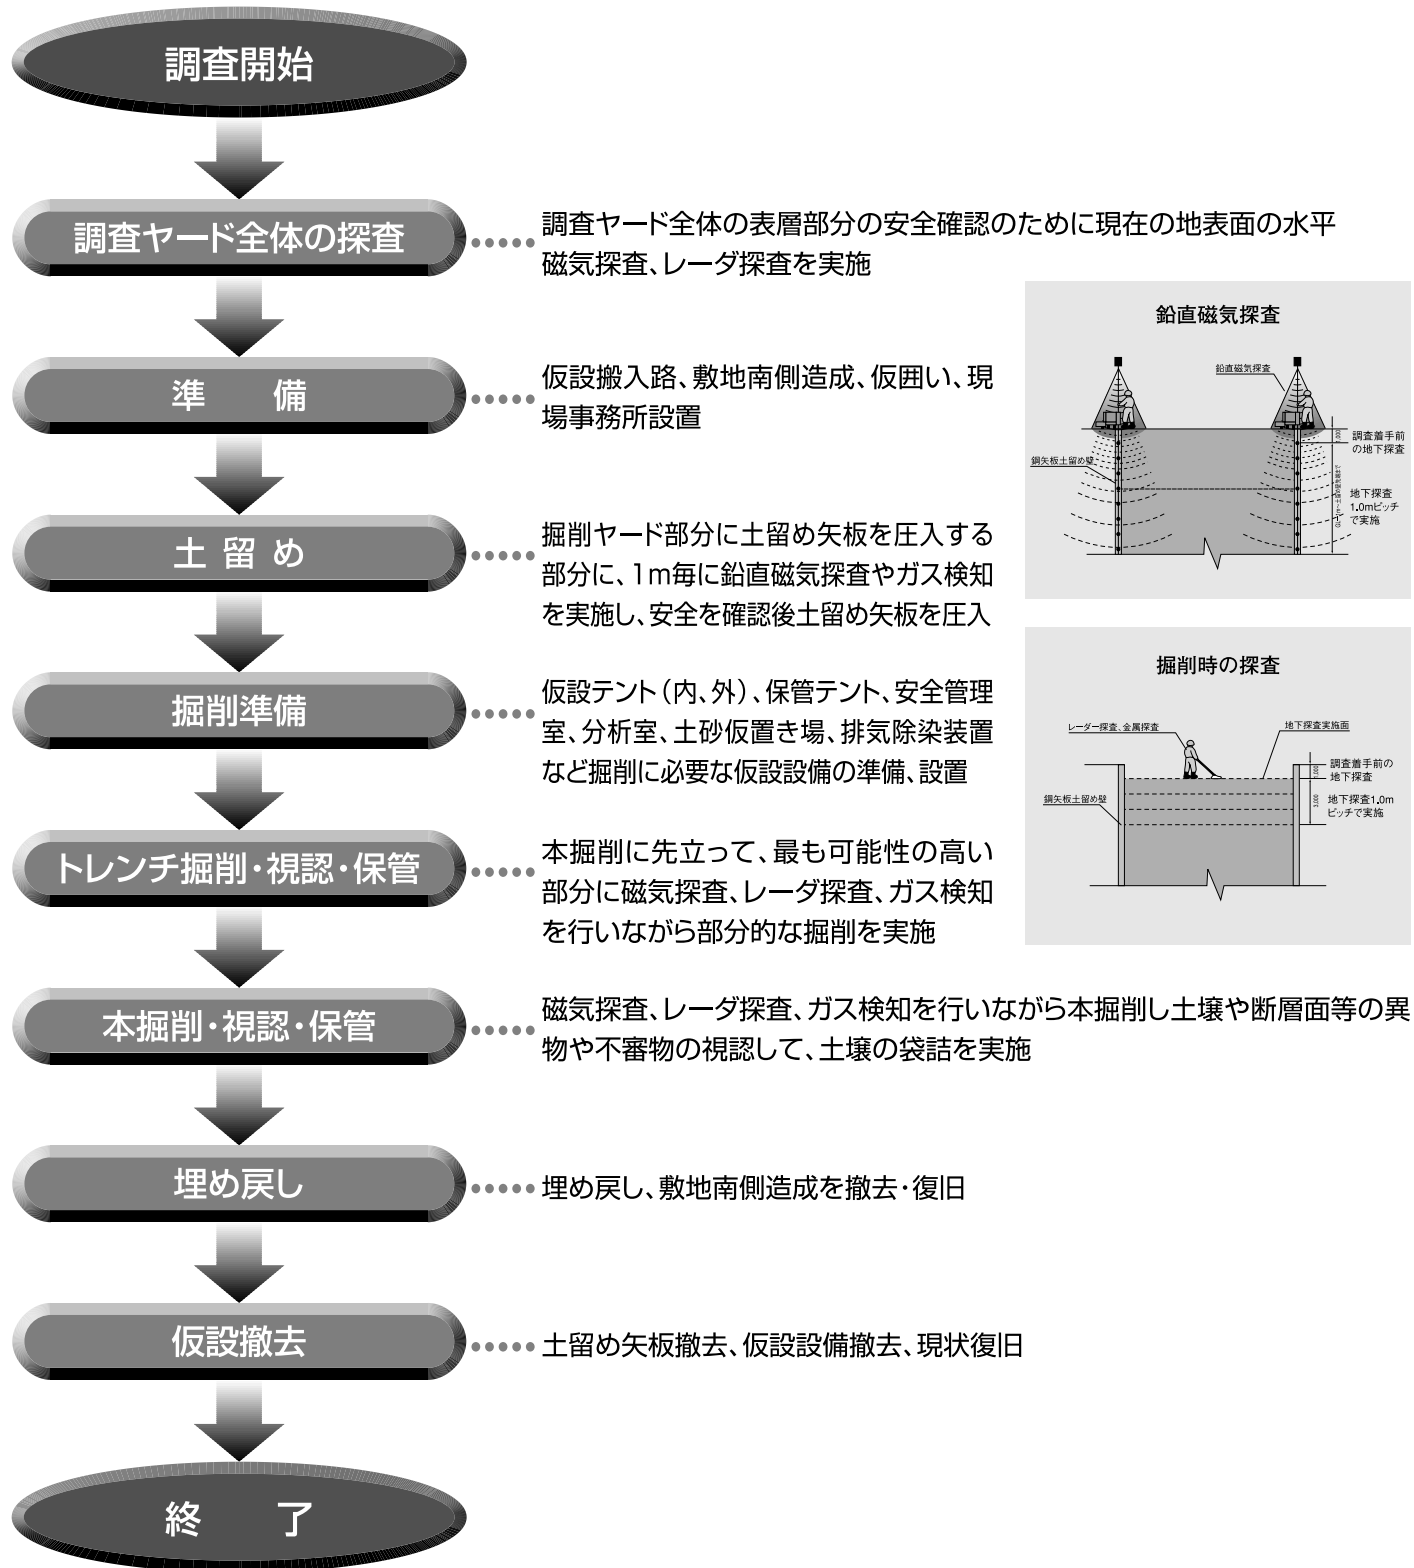 調査開始
調査ヤード全体の探査
調査ヤード全体の表層部分の安全確認のために現在の地表面の水平
磁気探査、レーダ探査を実施
準　備
仮設搬入路、敷地南側造成、仮囲い、現
場事務所設置
土留め
掘削ヤード部分に土留め矢板を圧入する
部分に、1m毎に鉛直磁気探査やガス検知
を実施し、安全を確認後土留め矢板を圧入
鉛直磁気探査
鉛直磁気探査
鋼矢板土留め壁
1,000
調査着手前
の地下探査
地下探査
1.0mピッチ
で実施
掘削準備
仮設テント（内、外）、保管テント、安全管理
室、分析室、土砂仮置き場、排気除染装置
など掘削に必要な仮設設備の準備、設置
掘削時の探査
レーダー探査、金属探査
地下探査実施面
鋼矢板土留め壁
1,000
調査着手前の
地下探査
3,000
地下探査1.0m
ピッチで実施
トレンチ掘削・視認・保管
本掘削に先立って、最も可能性の高い
部分に磁気探査、レーダ探査、ガス検知
を行いながら部分的な掘削を実施
本掘削・視認・保管
磁気探査、レーダ探査、ガス検知を行いながら本掘削し土壌や断層面等の異
物や不審物の視認して、土壌の袋詰を実施
埋め戻し
埋め戻し、敷地南側造成を撤去・復旧
仮設撤去
土留め矢板撤去、仮設設備撤去、現状復旧
終　了